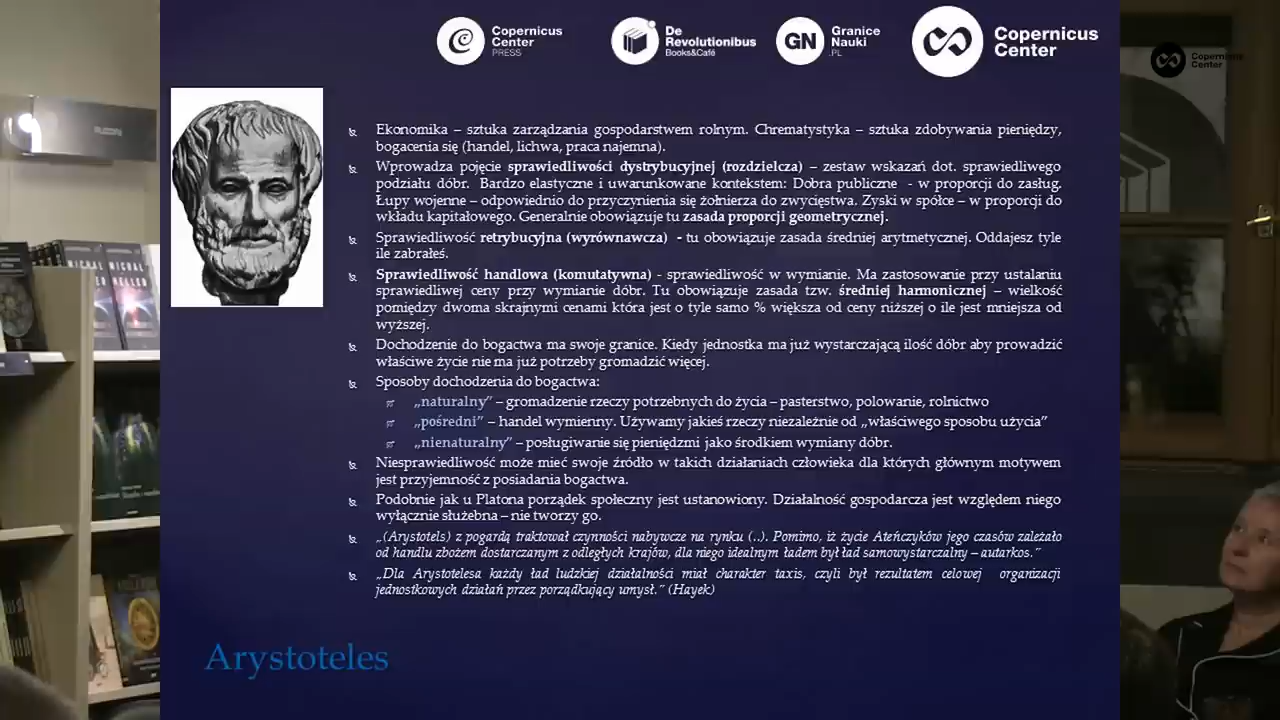 Copernicus
Center
PRESS
De
Revolutionibus
Books&Café
GN
Granice
Nauki
.PL
Copernicus
Center
Copernicus
Center
Ekonomika – sztuka zarządzania gospodarstwem rolnym. Chrematystyka – sztuka zdobywania pieniędzy,
bogacenia się (handel, lichwa, praca najemna).
Wprowadza pojęcie sprawiedliwości dystrybucyjnej (rozdzielcza) – zestaw wskazań dot. sprawiedliwego
podziału dóbr. Bardzo elastyczne i uwarunkowane kontekstem: Dobra publiczne - w proporcji do zasług.
Łupy wojenne – odpowiednio do przyczynienia się żołnierza do zwycięstwa. Zyski w spółce – w proporcji do
wkładu kapitałowego. Generalnie obowiązuje tu zasada proporcji geometrycznej.
Sprawiedliwość retrybucyjna (wyrównawcza) - tu obowiązuje zasada średniej arytmetycznej. Oddajesz tyle
ile zabrałeś.
Sprawiedliwość handlowa (komutatywna) - sprawiedliwość w wymianie. Ma zastosowanie przy ustalaniu
sprawiedliwej ceny przy wymianie dóbr. Tu obowiązuje zasada tzw. średniej harmonicznej – wielkość
pomiędzy dwoma skrajnymi cenami która jest o tyle samo % większa od ceny niższej o ile jest mniejsza od
wyższej.
Dochodzenie do bogactwa ma swoje granice. Kiedy jednostka ma już wystarczającą ilość dóbr aby prowadzić
właściwe życie nie ma już potrzeby gromadzić więcej.
Sposoby dochodzenia do bogactwa:
„naturalny” – gromadzenie rzeczy potrzebnych do życia – pasterstwo, polowanie, rolnictwo
„pośredni” – handel wymienny. Używamy jakieś rzeczy niezależnie od „właściwego sposobu użycia”
„nienaturalny” – posługiwanie się pieniędzmi jako środkiem wymiany dóbr.
Niesprawiedliwość może mieć swoje źródło w takich działaniach człowieka dla których głównym motywem
jest przyjemność z posiadania bogactwa.
Podobnie jak u Platona porządek społeczny jest ustanowiony. Działalność gospodarcza jest względem niego
wyłącznie służebna – nie tworzy go.
„(Arystotels) z pogardą traktował czynności nabywcze na rynku (..). Pomimo, iż życie Ateńczyków jego czasów zależało
od handlu zbożem dostarczanym z odległych krajów, dla niego idealnym ładem był ład samowystarczalny – autarkos.”
„Dla Arystotelesa każdy ład ludzkiej działalności miał charakter taxis, czyli był rezultatem celowej organizacji
jednostkowych działań przez porządkujący umysł.” (Hayek)
Arystoteles
MICHAŁ
HELLER